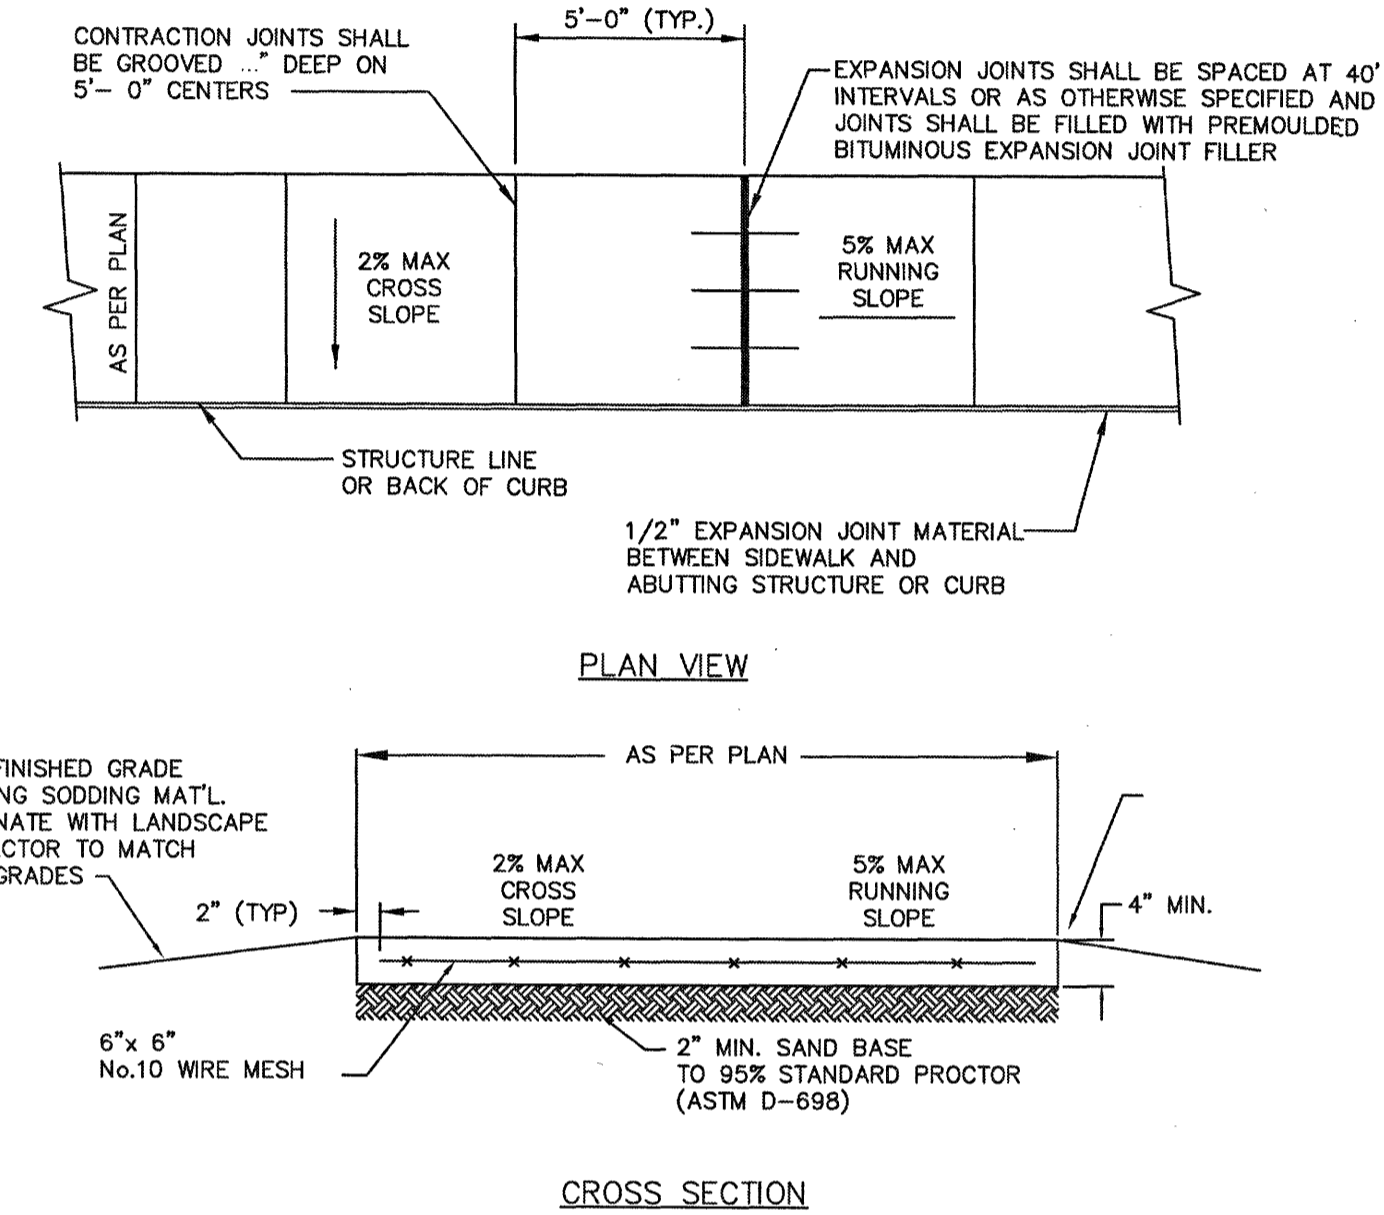 5'-0" (TYP.)
CONTRACTION JOINTS SHALL
BE GROOVED ..." DEEP ON
5'- 0" CENTERS
EXPANSION JOINTS SHALL BE SPACED AT 40'
INTERVALS OR AS OTHERWISE SPECIFIED AND
JOINTS SHALL BE FILLED WITH PREMOULDED
BITUMINOUS EXPANSION JOINT FILLER
AS PER PLAN
2% MAX
CROSS
SLOPE
5% MAX
RUNNING
SLOPE
STRUCTURE LINE
OR BACK OF CURB
1/2" EXPANSION JOINT MATERIAL
BETWEEN SIDEWALK AND
ABUTTING STRUCTURE OR CURB
PLAN VIEW
AS PER PLAN
FINISHED GRADE
NG SODDING MAT'L.
NATE WITH LANDSCAPE
CTOR TO MATCH
GRADES
2" (TYP)
2% MAX
CROSS
SLOPE
5% MAX
RUNNING
SLOPE
4" MIN.
6"x 6"
No.10 WIRE MESH
2" MIN. SAND BASE
TO 95% STANDARD PROCTOR
(ASTM D-698)
CROSS SECTION